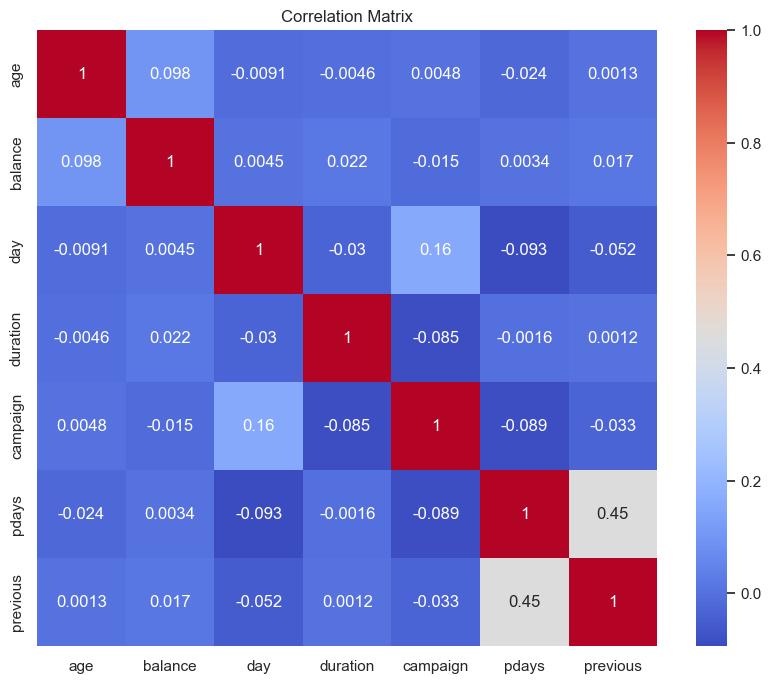 Correlation Matrix
age 1 0.098 -0.0091 -0.0046 0.0048 -0.024 0.0013
balance 0.098 1 0.0045 0.022 -0.015 0.0034 0.017
day -0.0091 0.0045 1 -0.03 0.16 -0.093 -0.052
duration -0.0046 0.022 -0.03 1 -0.085 -0.0016 0.0012
campaign 0.0048 -0.015 0.16 -0.085 1 -0.089 -0.033
pdays -0.024 0.0034 -0.093 -0.0016 -0.089 1 0.45
previous 0.0013 0.017 -0.052 0.0012 -0.033 0.45 1
age balance day duration campaign pdays previous
1.0
0.8
0.6
0.4
0.2
0.0